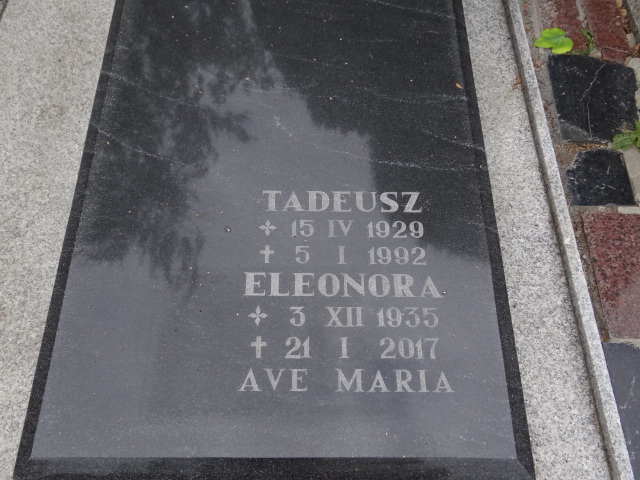 TADEUSZ
✧ 15 IV 1929
† 5 I 1992
ELEONORA
✧ 3 XII 1935
† 21 I 2017
AVE MARIA